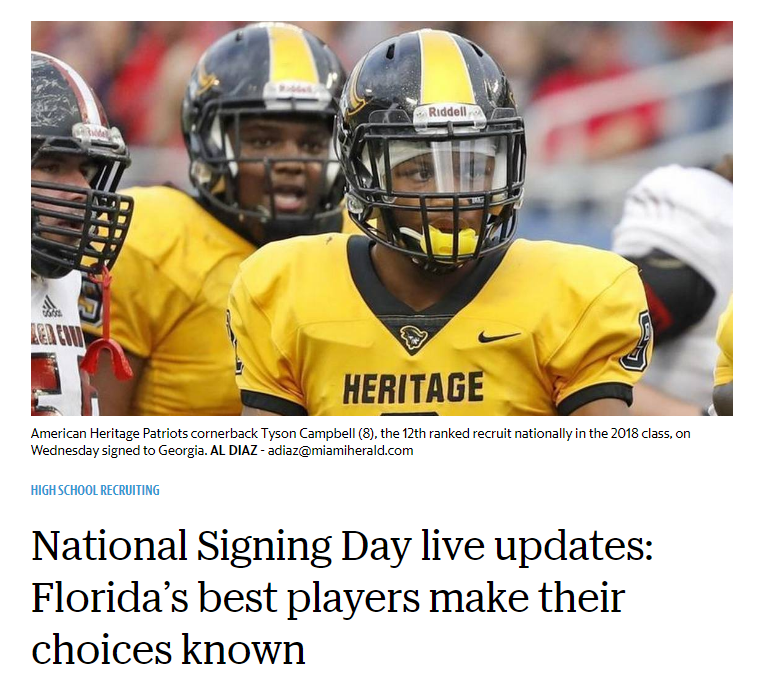 Riddell
Riddell
adidas
HERITAGE
American Heritage Patriots cornerback Tyson Campbell (8), the 12th ranked recruit nationally in the 2018 class, on
Wednesday signed to Georgia. AL DIAZ - adiaz@miamiherald.com
HIGH SCHOOL RECRUITING
National Signing Day live updates:
Florida’s best players make their
choices known